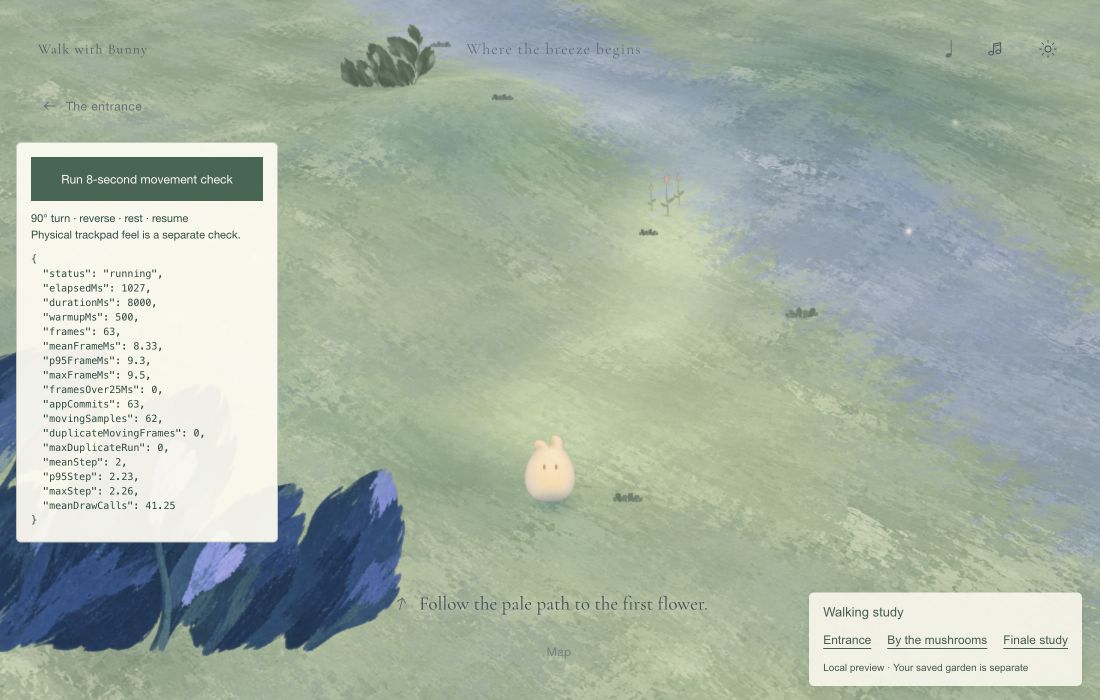 Walk with Bunny
Where the breeze begins
← The entrance
Run 8-second movement check
90° turn · reverse · rest · resume
Physical trackpad feel is a separate check.
{
"status": "running",
"elapsedMs": 1027,
"durationMs": 8000,
"warmupMs": 500,
"frames": 63,
"meanFrameMs": 8.33,
"p95FrameMs": 9.3,
"maxFrameMs": 9.5,
"framesOver25Ms": 0,
"appCommits": 63,
"movingSamples": 62,
"duplicateMovingFrames": 0,
"maxDuplicateRun": 0,
"meanStep": 2,
"p95Step": 2.23,
"maxStep": 2.26,
"meanDrawCalls": 41.25
}
↑ Follow the pale path to the first flower.
Map
Walking study
Entrance By the mushrooms Finale study
Local preview · Your saved garden is separate